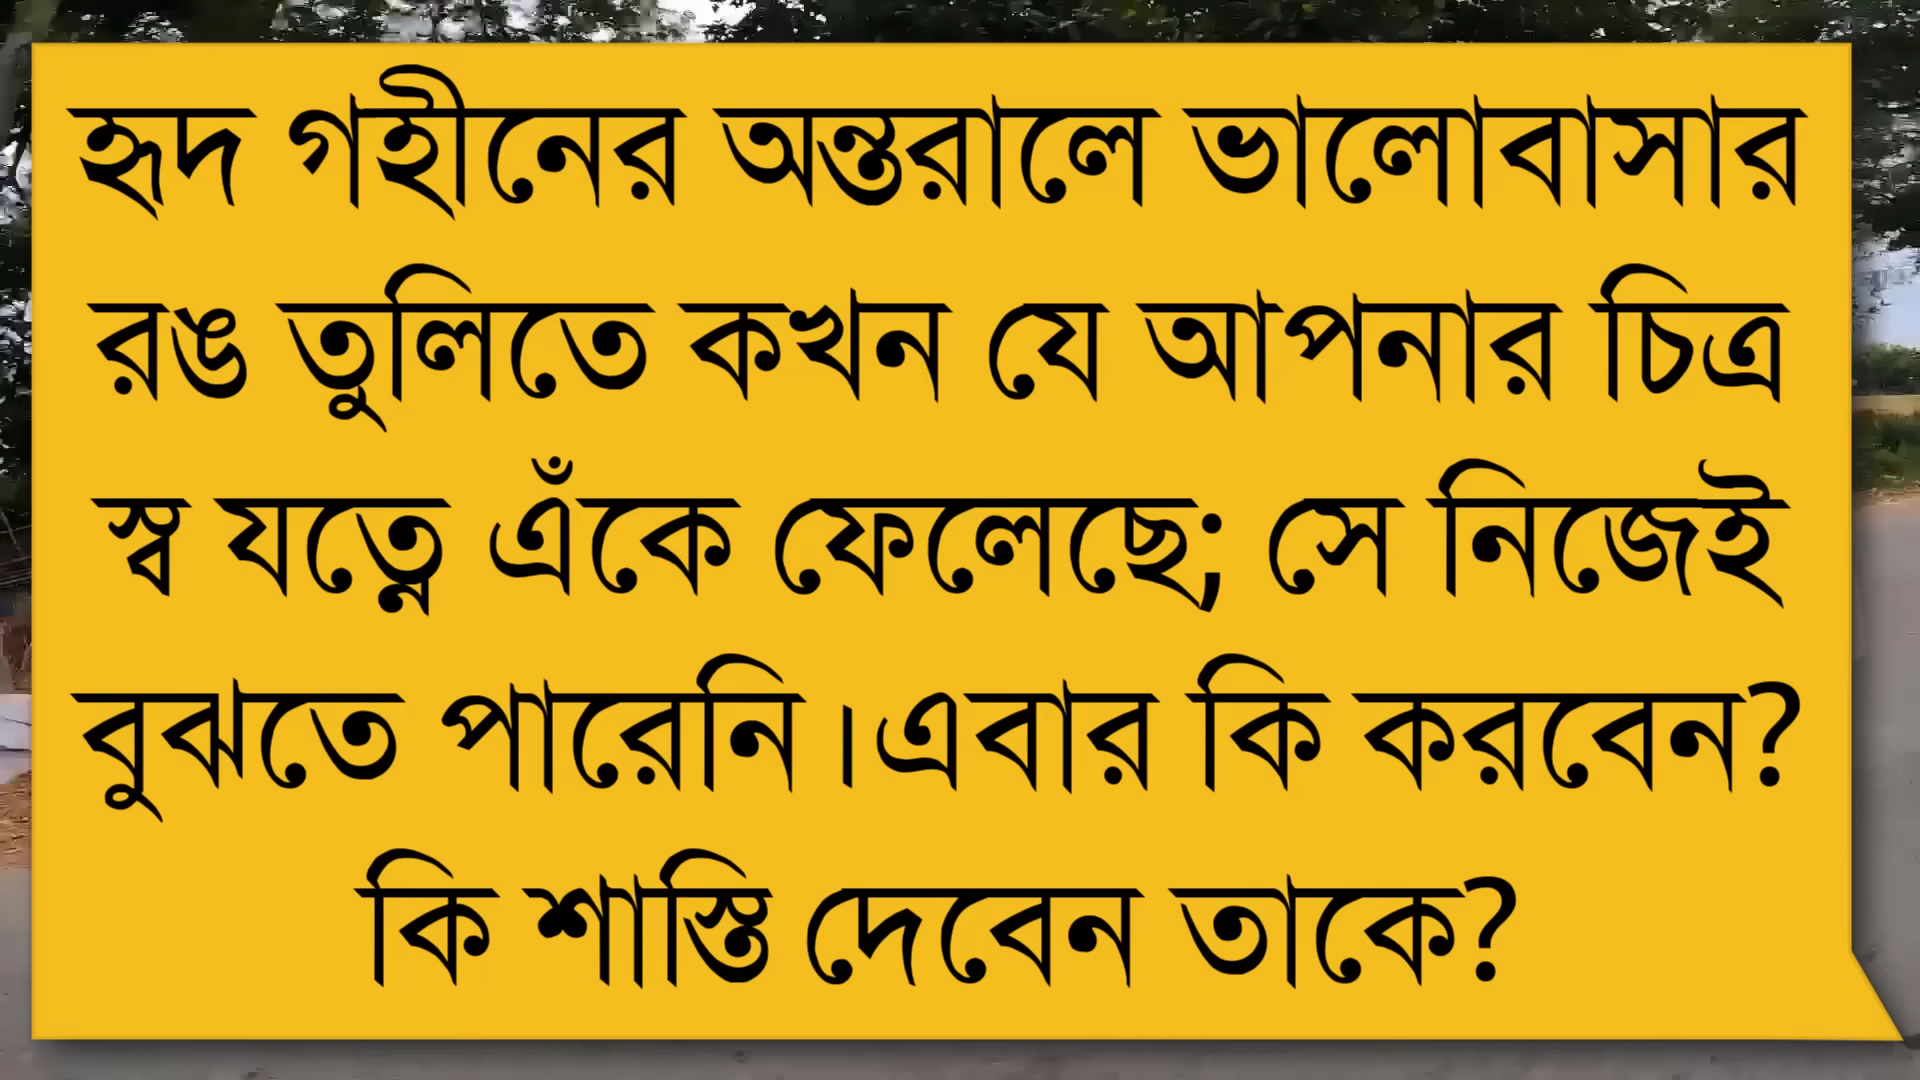 হৃদ গহীনের অন্তরালে ভালোবাসার
রঙ তুলিতে কখন যে আপনার চিত্র
স্ব যত্নে এঁকে ফেলেছে; সে নিজেই
বুঝতে পারেনি।এবার কি করবেন?
কি শাস্তি দেবেন তাকে?